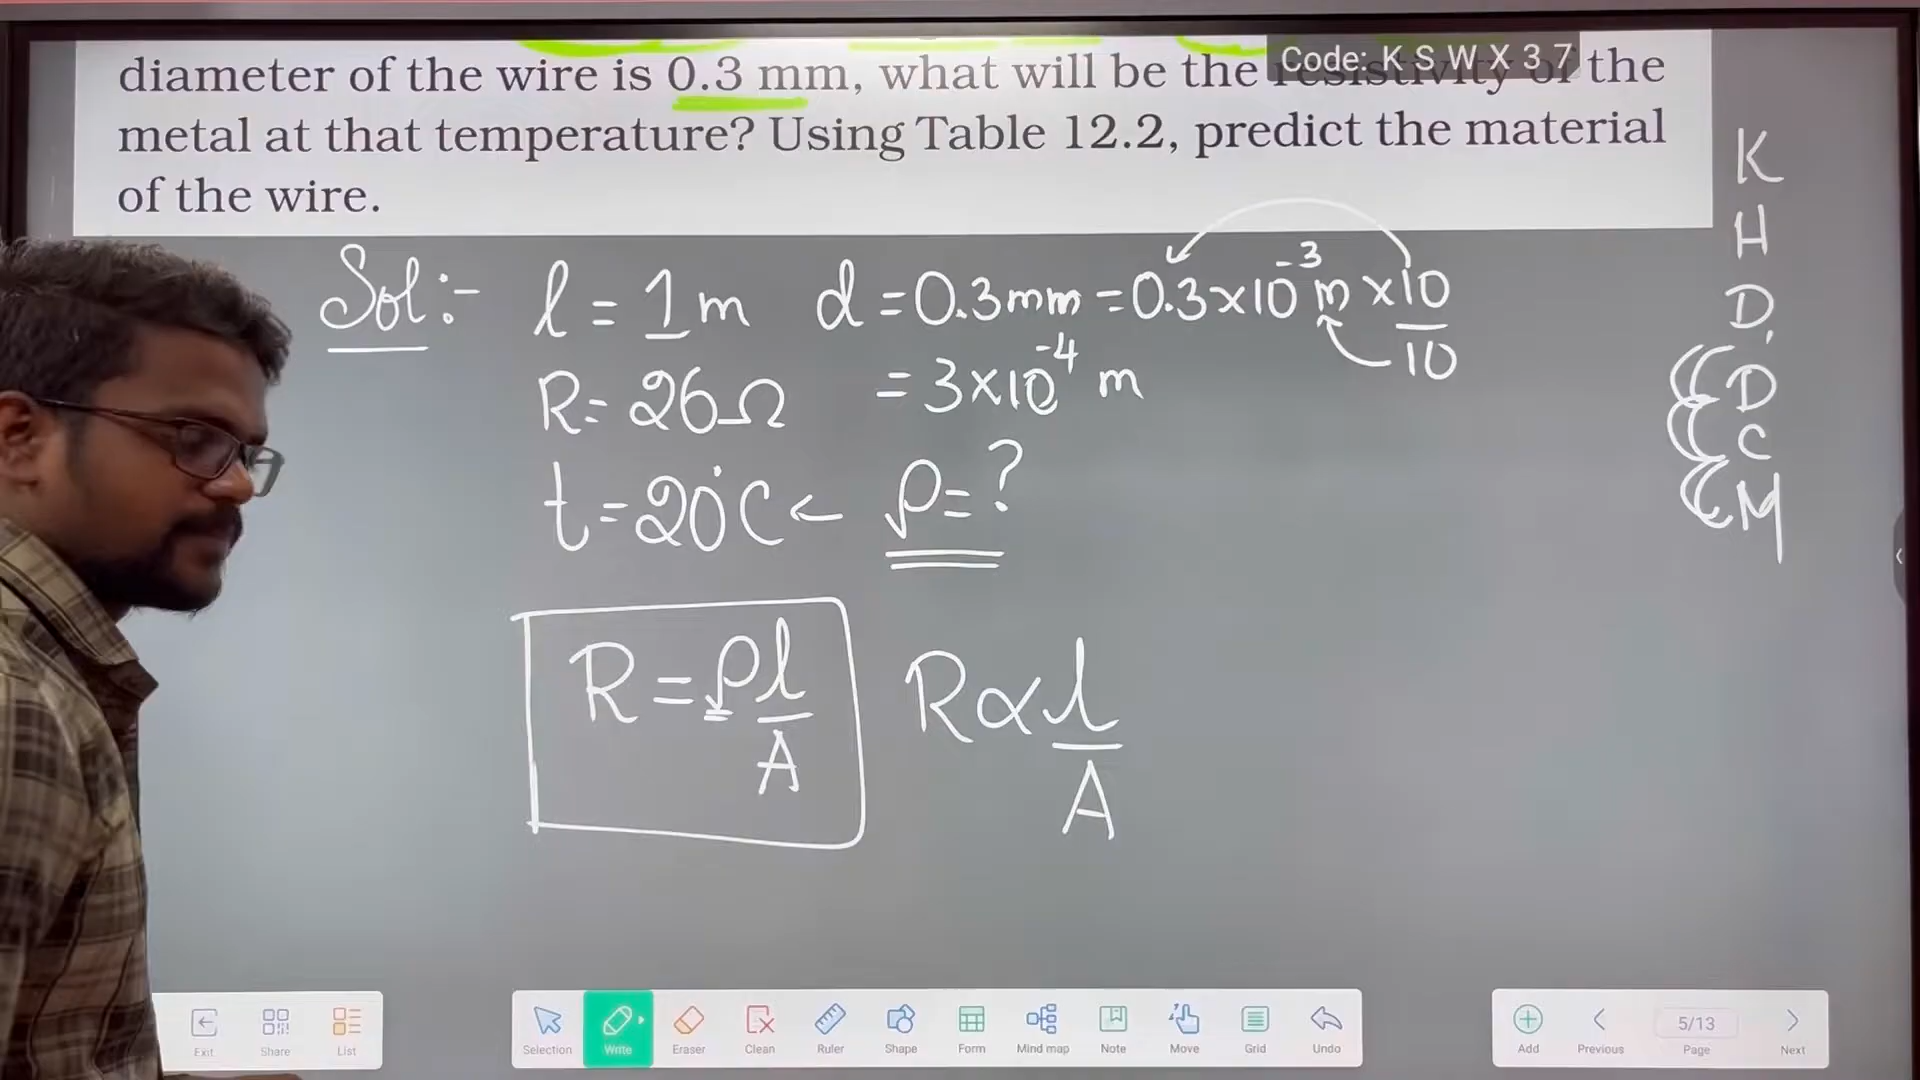 diameter of the wire is 0.3 mm, what will be the resistivity of the
Code: K S W X 3 7
metal at that temperature? Using Table 12.2, predict the material
of the wire.
Sol:- l = 1m d = 0.3mm = 0.3×10⁻³m × 10/10
R = 26Ω = 3×10⁻⁴ m
t = 20°C ← ρ = ?
R = ρl/A R ∝ l/A
K
H
D
D
C
M
Exit Share List Selection Write Eraser Clean Ruler Shape Form Mind map Note Move Grid Undo Add Previous 5/13 Page Next